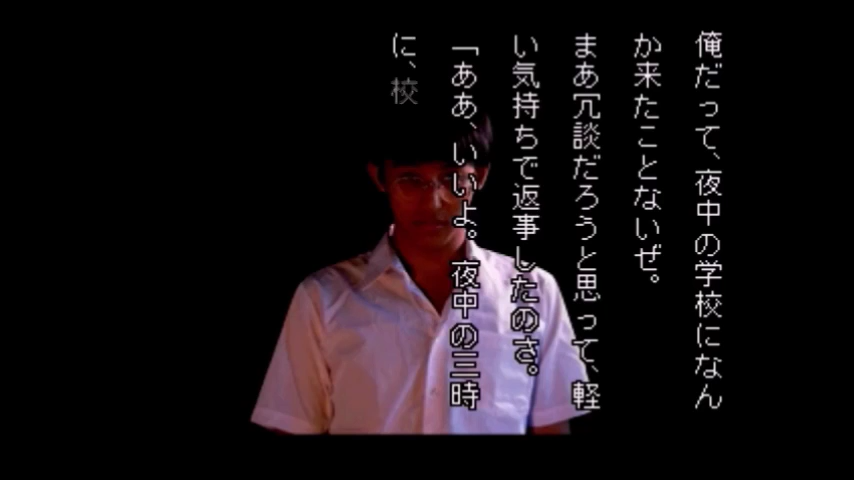 俺だって、夜中の学校になん
か来たことないぜ。
まあ冗談だろうと思って、軽
い気持ちで返事したのさ。
「ああ、いいよ。夜中の三時
に、校